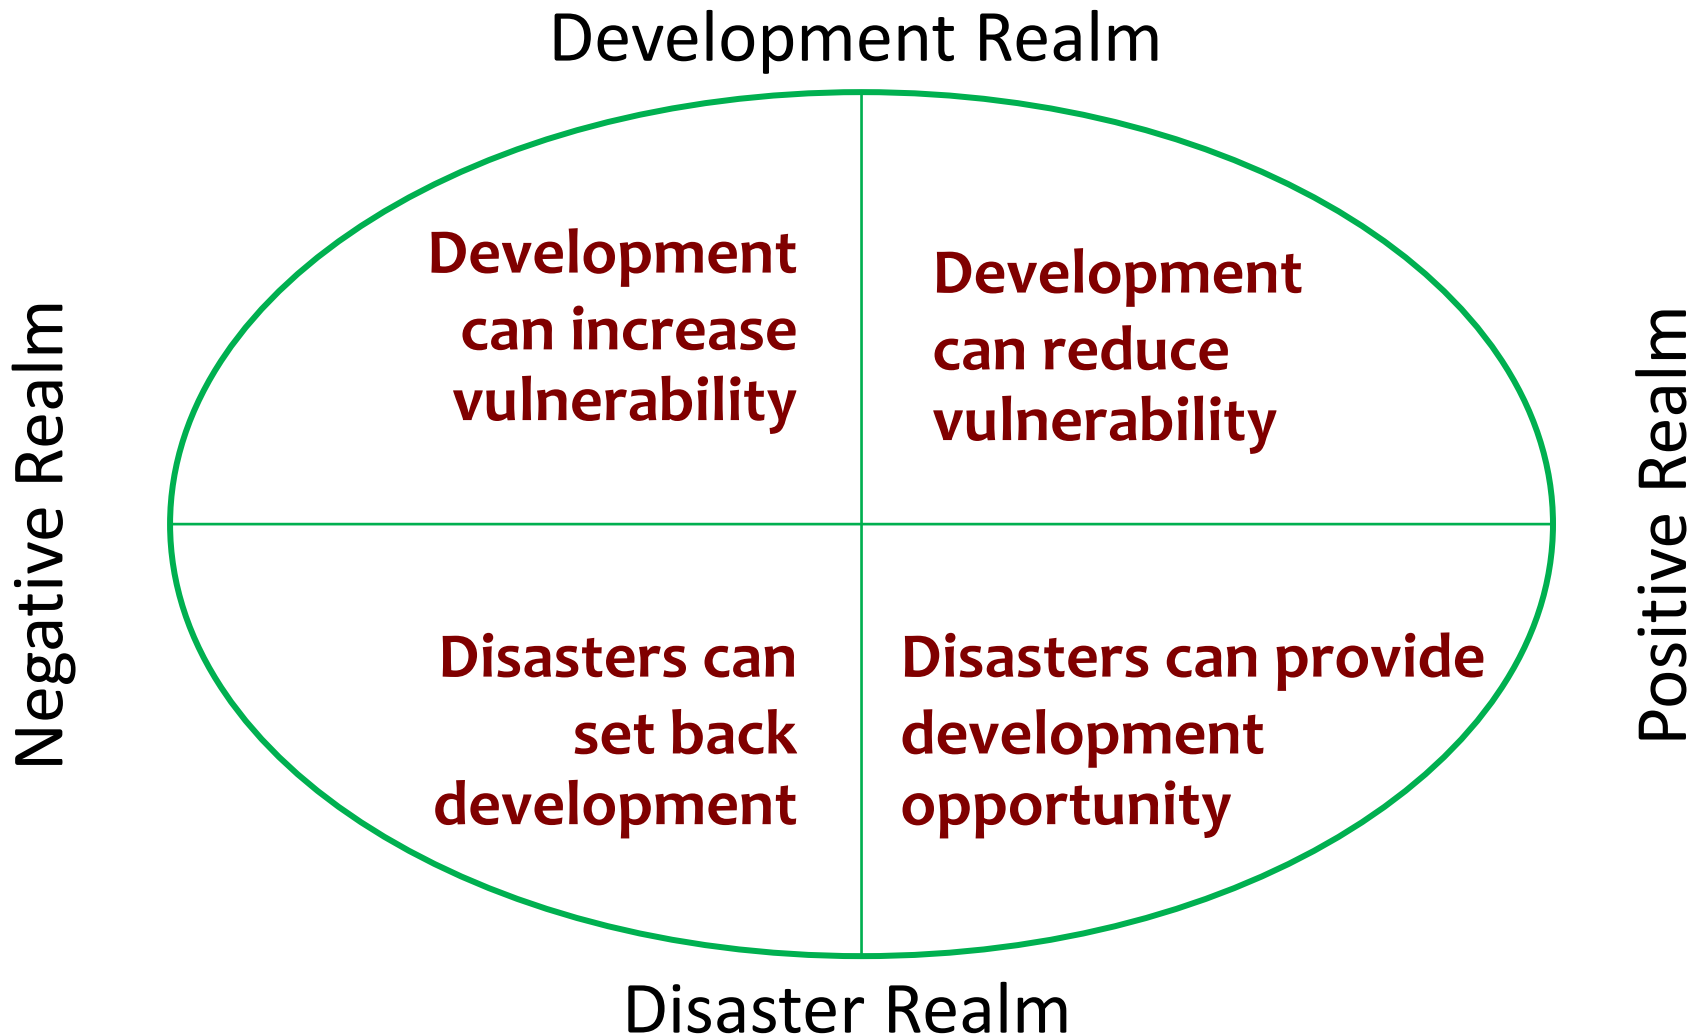 Development Realm
Negative Realm
Development
can increase
vulnerability
Development
can reduce
vulnerability
Disasters can
set back
development
Disasters can provide
development
opportunity
Positive Realm
Disaster Realm